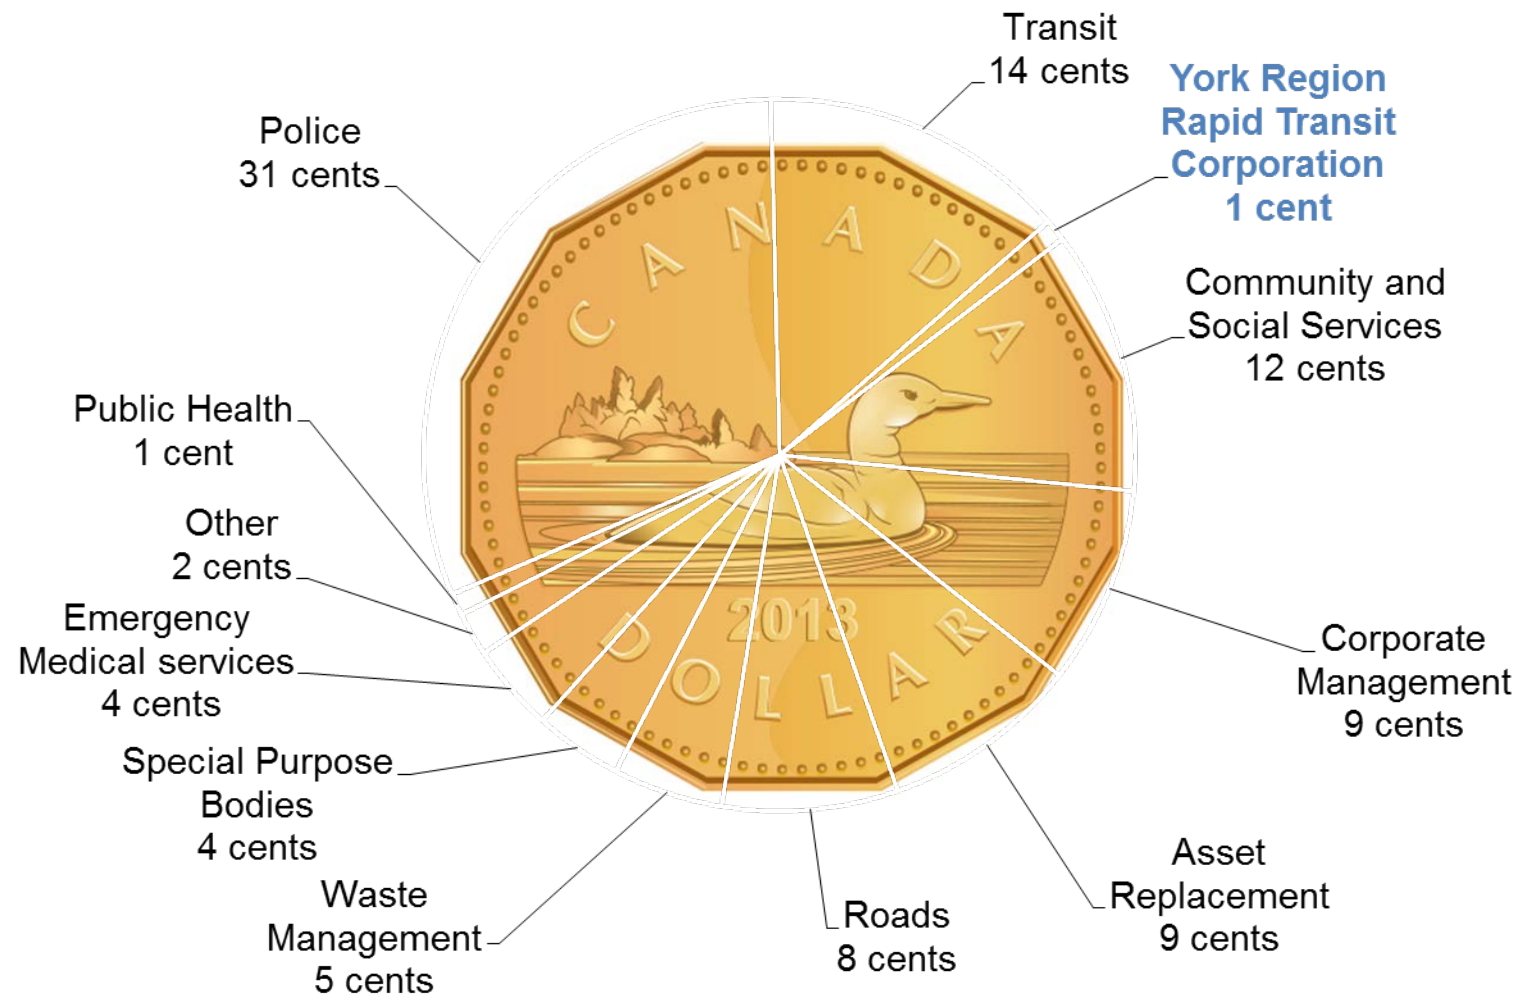 Transit
14 cents
York Region
Rapid Transit
Corporation
1 cent
Community and
Social Services
12 cents
Corporate
Management
9 cents
Asset
Replacement
9 cents
Roads
8 cents
Waste
Management
5 cents
Special Purpose
Bodies
4 cents
Emergency
Medical services
4 cents
Other
2 cents
Public Health
1 cent
Police
31 cents
CANADA
2013
DOLLAR